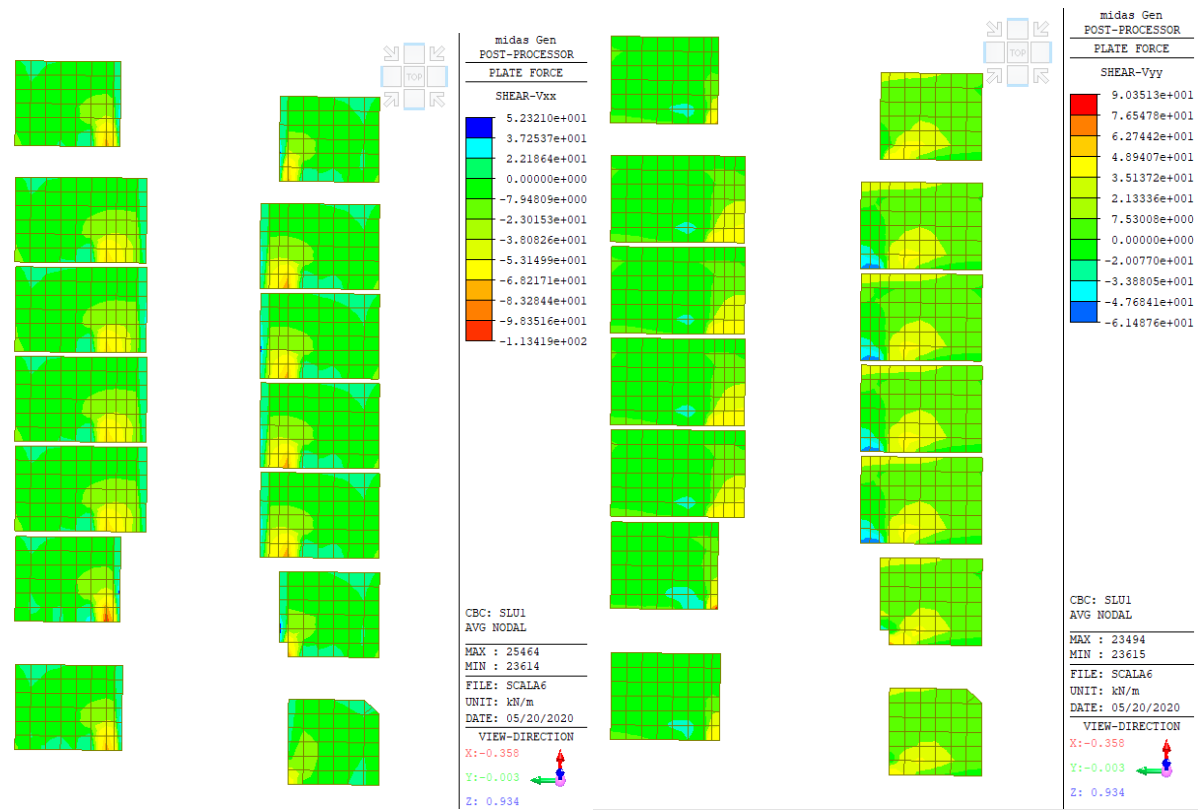 midas Gen
POST-PROCESSOR
PLATE FORCE
SHEAR-Vxx
5.23210e+001
3.72537e+001
2.21864e+001
0.00000e+000
-7.94809e+000
-2.30153e+001
-3.80826e+001
-5.31499e+001
-6.82171e+001
-8.32844e+001
-9.83516e+001
-1.13419e+002
CBC: SLU1
AVG NODAL
MAX : 25464
MIN : 23614
FILE: SCALA6
UNIT: kN/m
DATE: 05/20/2020
VIEW-DIRECTION
X:-0.358
Y:-0.003
Z: 0.934
TOP
midas Gen
POST-PROCESSOR
PLATE FORCE
SHEAR-Vyy
9.03513e+001
7.65478e+001
6.27442e+001
4.89407e+001
3.51372e+001
2.13336e+001
7.53008e+000
0.00000e+000
-2.00770e+001
-3.38805e+001
-4.76841e+001
-6.14876e+001
CBC: SLU1
AVG NODAL
MAX : 23494
MIN : 23615
FILE: SCALA6
UNIT: kN/m
DATE: 05/20/2020
VIEW-DIRECTION
X:-0.358
Y:-0.003
Z: 0.934
TOP